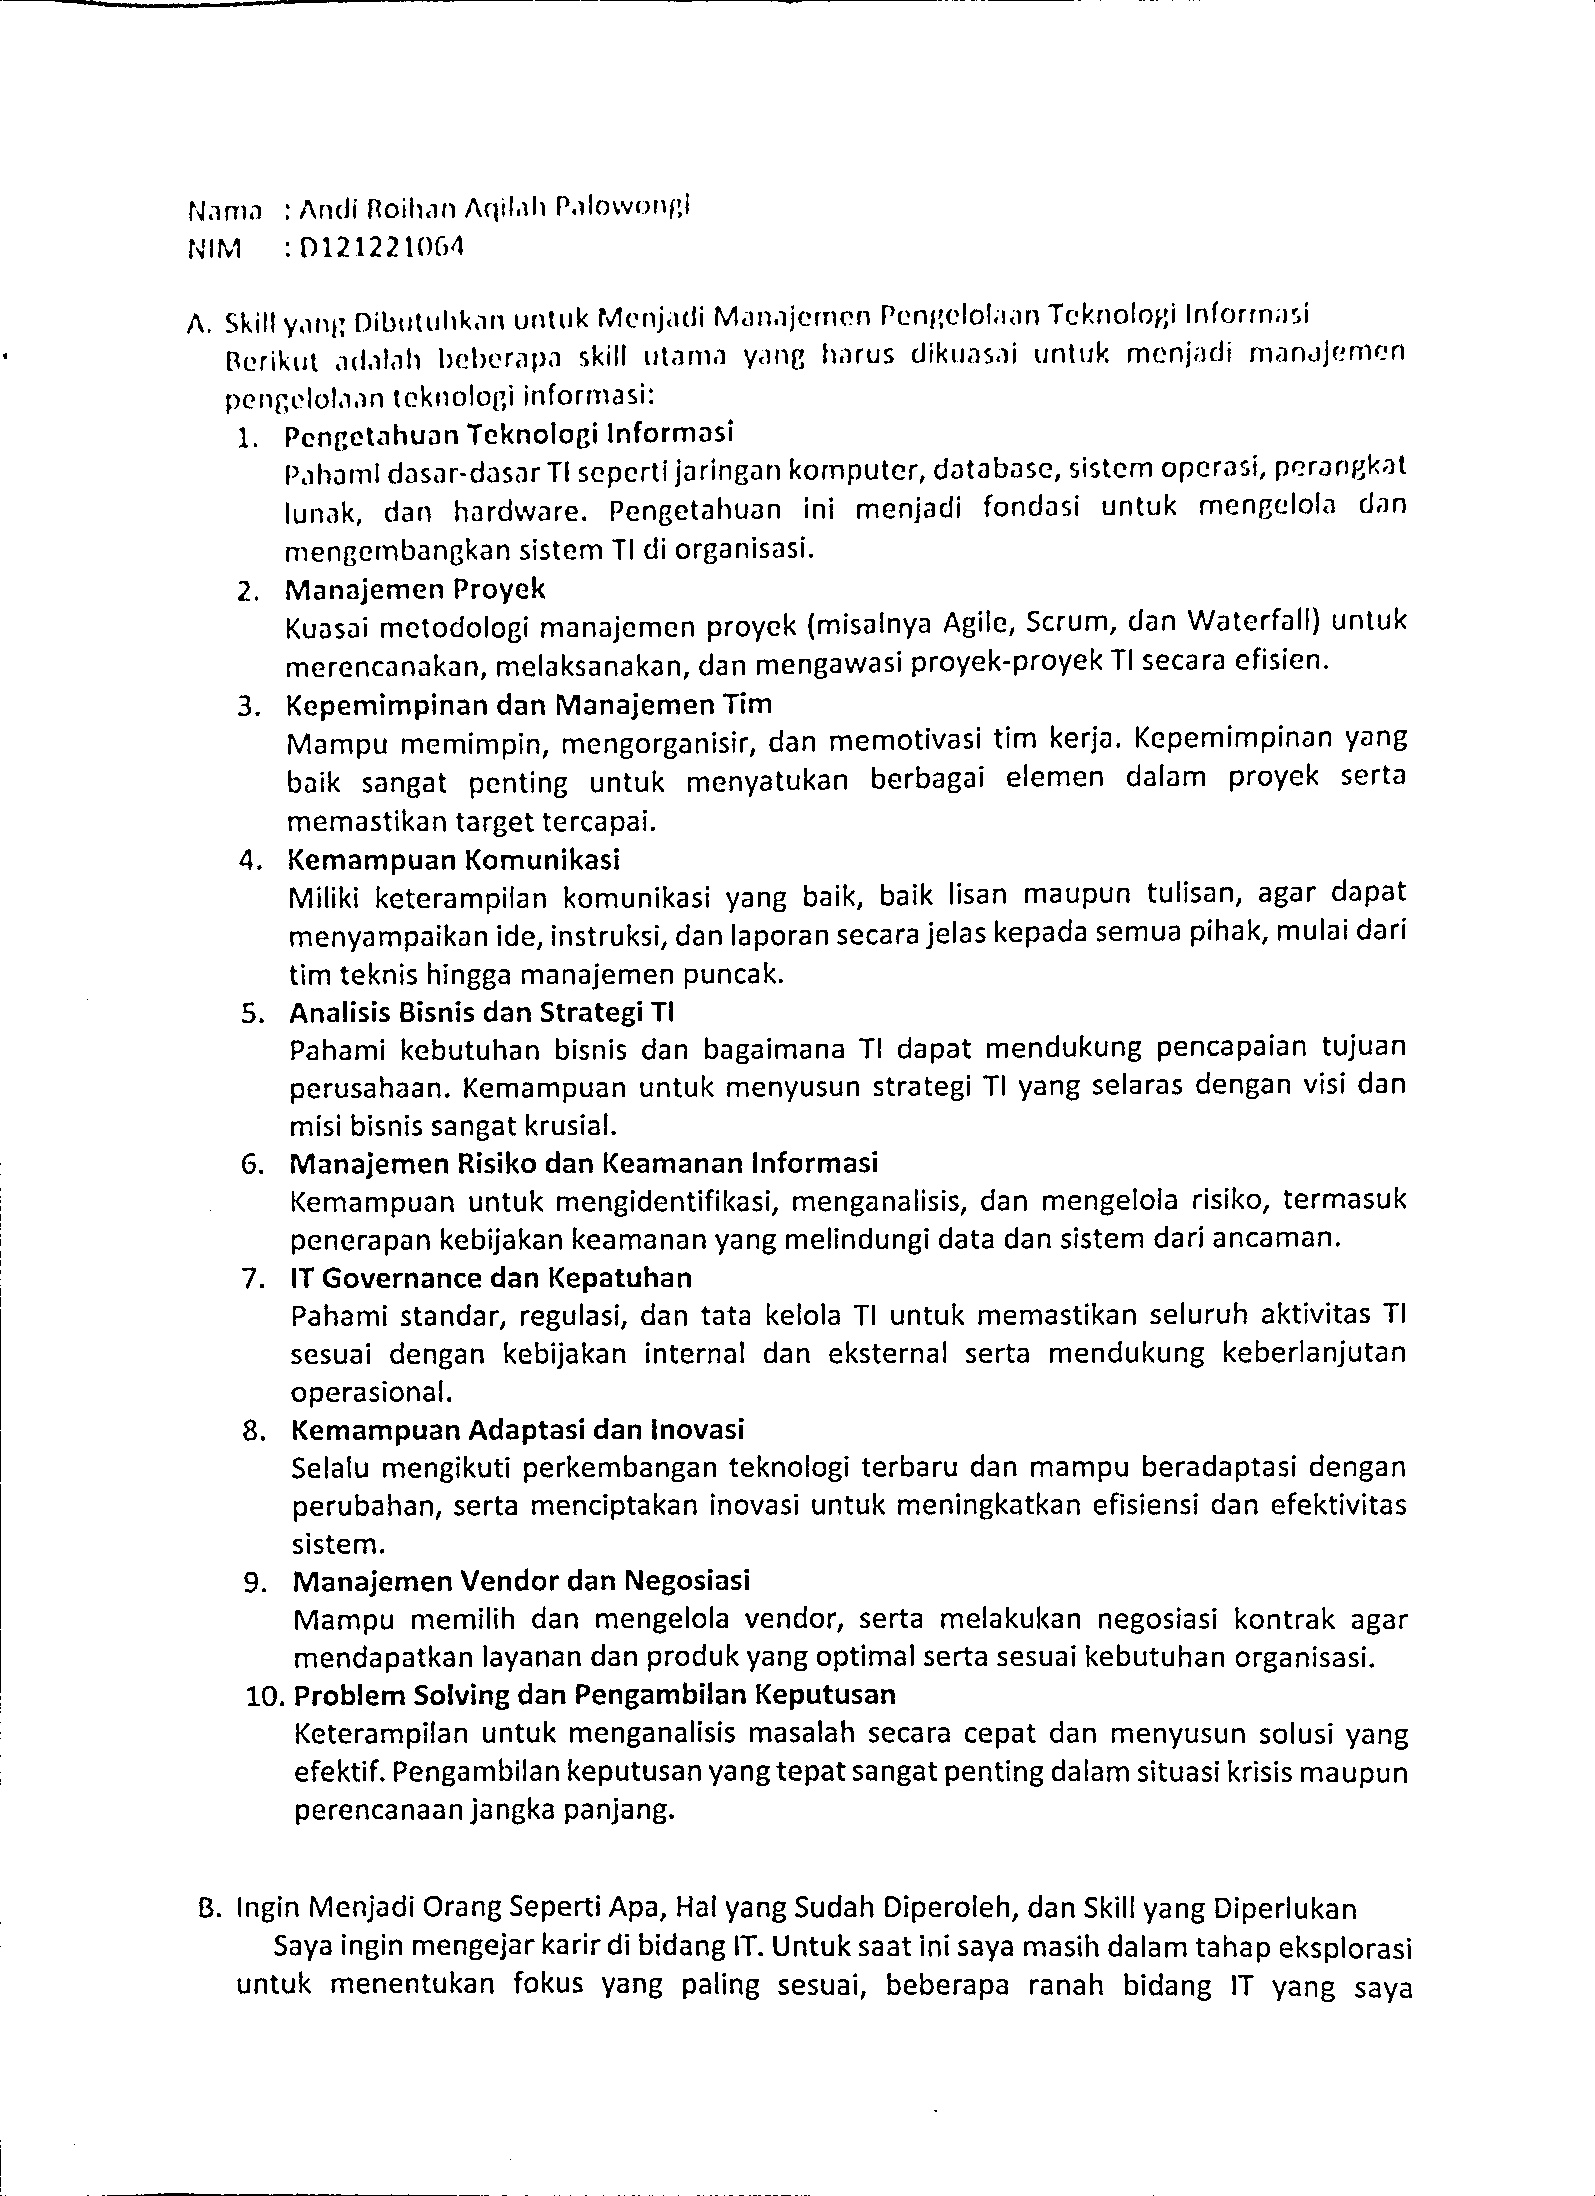 Nama : Andi Roihan Aqilah Palowongi
NIM : D121221064
A. Skill yang Dibutuhkan untuk Menjadi Manajemen Pengelolaan Teknologi Informasi
Berikut adalah beberapa skill utama yang harus dikuasai untuk menjadi manajemen
pengelolaan teknologi informasi:
1. Pengetahuan Teknologi Informasi
Pahami dasar-dasar TI seperti jaringan komputer, database, sistem operasi, perangkat
lunak, dan hardware. Pengetahuan ini menjadi fondasi untuk mengelola dan
mengembangkan sistem TI di organisasi.
2. Manajemen Proyek
Kuasai metodologi manajemen proyek (misalnya Agile, Scrum, dan Waterfall) untuk
merencanakan, melaksanakan, dan mengawasi proyek-proyek TI secara efisien.
3. Kepemimpinan dan Manajemen Tim
Mampu memimpin, mengorganisir, dan memotivasi tim kerja. Kepemimpinan yang
baik sangat penting untuk menyatukan berbagai elemen dalam proyek serta
memastikan target tercapai.
4. Kemampuan Komunikasi
Miliki keterampilan komunikasi yang baik, baik lisan maupun tulisan, agar dapat
menyampaikan ide, instruksi, dan laporan secara jelas kepada semua pihak, mulai dari
tim teknis hingga manajemen puncak.
5. Analisis Bisnis dan Strategi TI
Pahami kebutuhan bisnis dan bagaimana TI dapat mendukung pencapaian tujuan
perusahaan. Kemampuan untuk menyusun strategi TI yang selaras dengan visi dan
misi bisnis sangat krusial.
6. Manajemen Risiko dan Keamanan Informasi
Kemampuan untuk mengidentifikasi, menganalisis, dan mengelola risiko, termasuk
penerapan kebijakan keamanan yang melindungi data dan sistem dari ancaman.
7. IT Governance dan Kepatuhan
Pahami standar, regulasi, dan tata kelola TI untuk memastikan seluruh aktivitas TI
sesuai dengan kebijakan internal dan eksternal serta mendukung keberlanjutan
operasional.
8. Kemampuan Adaptasi dan Inovasi
Selalu mengikuti perkembangan teknologi terbaru dan mampu beradaptasi dengan
perubahan, serta menciptakan inovasi untuk meningkatkan efisiensi dan efektivitas
sistem.
9. Manajemen Vendor dan Negosiasi
Mampu memilih dan mengelola vendor, serta melakukan negosiasi kontrak agar
mendapatkan layanan dan produk yang optimal serta sesuai kebutuhan organisasi.
10. Problem Solving dan Pengambilan Keputusan
Keterampilan untuk menganalisis masalah secara cepat dan menyusun solusi yang
efektif. Pengambilan keputusan yang tepat sangat penting dalam situasi krisis maupun
perencanaan jangka panjang.
B. Ingin Menjadi Orang Seperti Apa, Hal yang Sudah Diperoleh, dan Skill yang Diperlukan
Saya ingin mengejar karir di bidang IT. Untuk saat ini saya masih dalam tahap eksplorasi
untuk menentukan fokus yang paling sesuai, beberapa ranah bidang IT yang saya